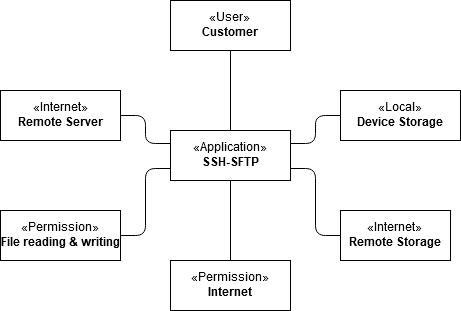 «User»
Customer
«Internet»
Remote Server
«Local»
Device Storage
«Application»
SSH-SFTP
«Permission»
File reading & writing
«Internet»
Remote Storage
«Permission»
Internet